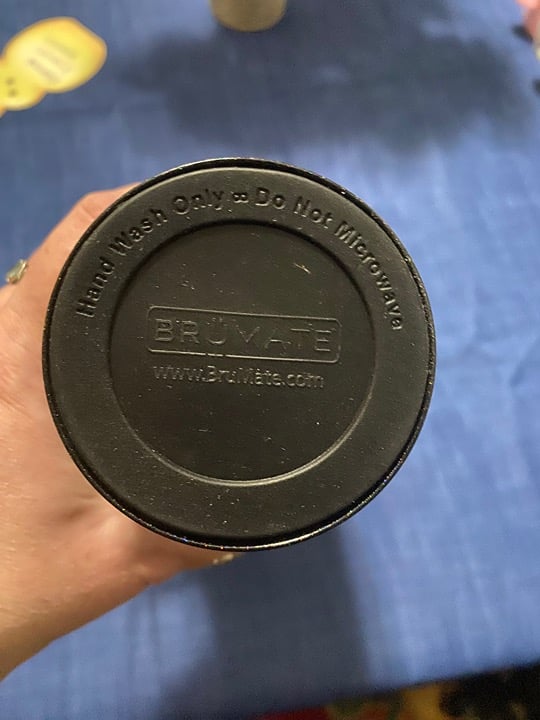 Hand Wash Only ∞ Do Not Microwave
BRÜMATE
www.BruMate.com